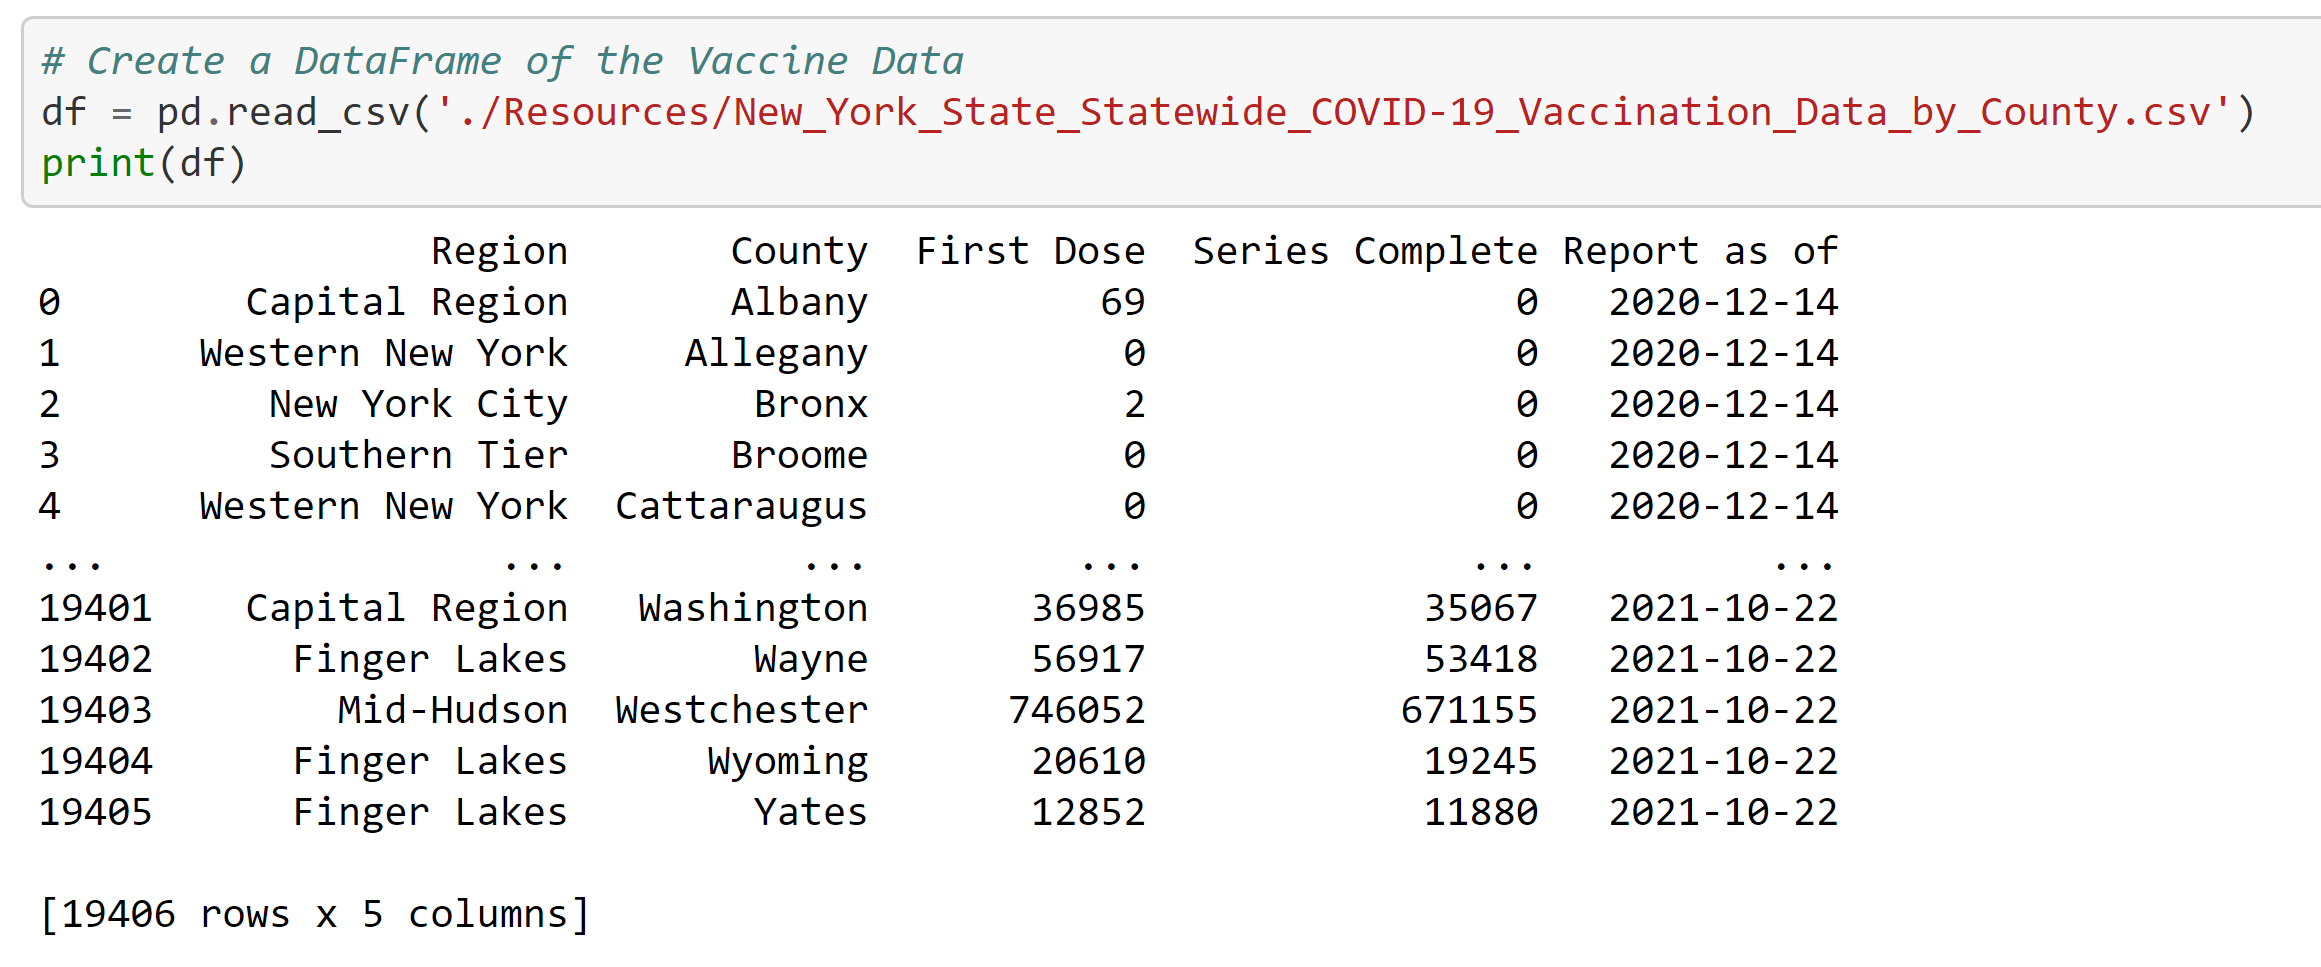 # Create a DataFrame of the Vaccine Data
df = pd.read_csv('./Resources/New_York_State_Statewide_COVID-19_Vaccination_Data_by_County.csv')
print(df)
Region County First Dose Series Complete Report as of
0 Capital Region Albany 69 0 2020-12-14
1 Western New York Allegany 0 0 2020-12-14
2 New York City Bronx 2 0 2020-12-14
3 Southern Tier Broome 0 0 2020-12-14
4 Western New York Cattaraugus 0 0 2020-12-14
... ... ... ... ... ...
19401 Capital Region Washington 36985 35067 2021-10-22
19402 Finger Lakes Wayne 56917 53418 2021-10-22
19403 Mid-Hudson Westchester 746052 671155 2021-10-22
19404 Finger Lakes Wyoming 20610 19245 2021-10-22
19405 Finger Lakes Yates 12852 11880 2021-10-22
[19406 rows x 5 columns]